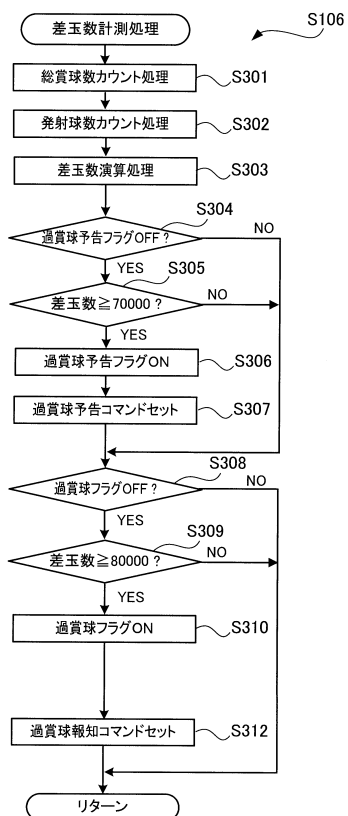 差玉数計測処理
S106
総賞球数カウント処理
S301
発射球数カウント処理
S302
差玉数演算処理
S303
S304
過賞球予告フラグOFF？
NO
YES
S305
差玉数≧70000？
NO
YES
過賞球予告フラグON
S306
過賞球予告コマンドセット
S307
S308
過賞球フラグOFF？
NO
YES
S309
差玉数≧80000？
NO
YES
過賞球フラグON
S310
過賞球報知コマンドセット
S312
リターン